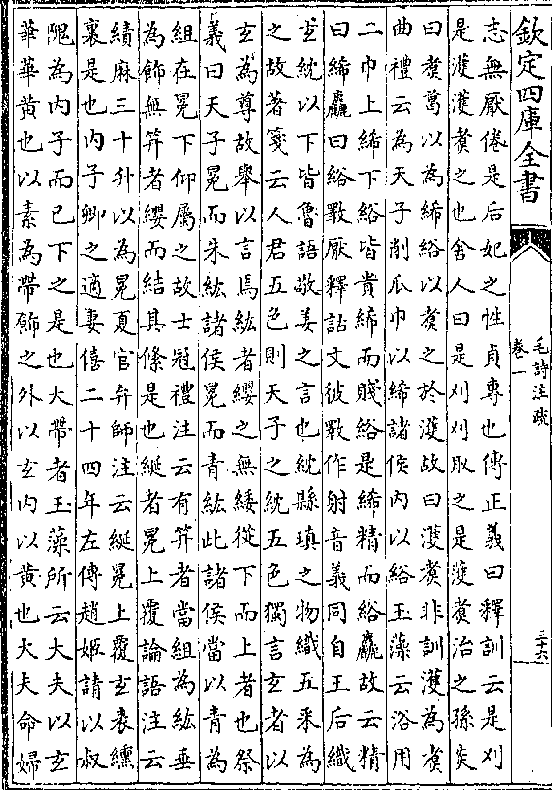 欽定四庫全書
毛詩注疏
卷一
三十六
志無厭倦是后妃之性貞專也傳正義曰釋訓云是刈
是濩濩煑之也舍人曰是刈刈取之是濩煑治之孫炎
曰煑葛以為絺綌以煑之於濩故曰濩煑非訓濩為煑
曲禮云為天子削瓜巾以絺諸侯內以綌玉藻云浴用
二巾上絺下綌皆貴絺而賤綌是絺精而綌麤故云精
曰絺麤曰綌斁厭釋詁文彼斁作射音義同自王后織
玄紞以下皆魯語敬姜之言也紞縣瑱之物織五采為
之故著箋云人君五色則天子之紞五色獨言玄者以
玄為尊故舉以言焉紘者纓之無緌從下而上者也祭
義曰天子冕而朱紘諸侯冕而青紘此諸侯當以青為
組在冕下仰屬之故士冠禮注云有笄者當組為紘垂
為飾無笄者纓而結其絛是也綖者冕上覆論語注云
績麻三十升以為冕夏官弁師注云綖冕上覆玄表纁
裏是也內子卿之適妻僖二十四年左傳趙姬請以叔
隗為內子而已下之是也大帶者玉藻所云大夫以玄
華華黄也以素為帶飾之外以玄內以黄也大夫命婦